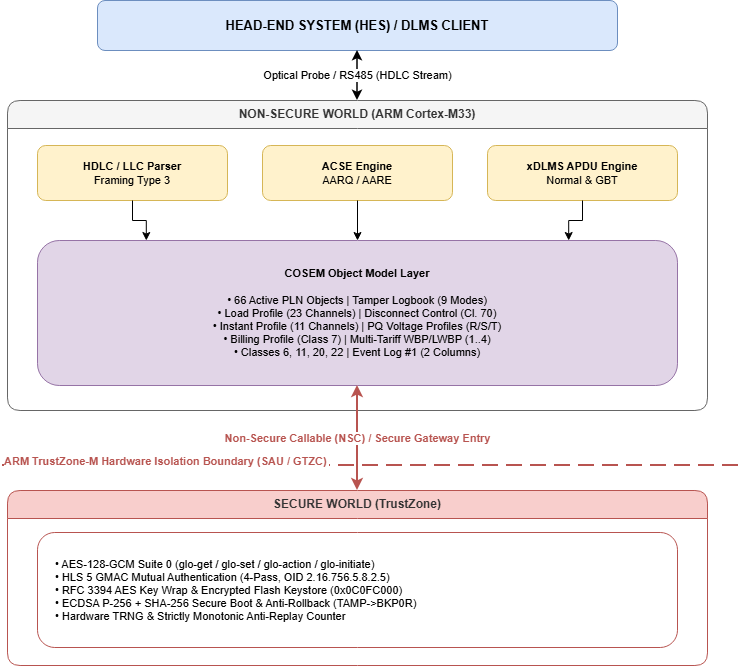 HEAD-END SYSTEM (HES) / DLMS CLIENT
Optical Probe / RS485 (HDLC Stream)
NON-SECURE WORLD (ARM Cortex-M33)
HDLC / LLC Parser
Framing Type 3
ACSE Engine
AARQ / AARE
xDLMS APDU Engine
Normal & GBT
COSEM Object Model Layer
• 66 Active PLN Objects | Tamper Logbook (9 Modes)
• Load Profile (23 Channels) | Disconnect Control (Cl. 70)
• Instant Profile (11 Channels) | PQ Voltage Profiles (R/S/T)
• Billing Profile (Class 7) | Multi-Tariff WBP/LWBP (1..4)
• Classes 6, 11, 20, 22 | Event Log #1 (2 Columns)
Non-Secure Callable (NSC) / Secure Gateway Entry
ARM TrustZone-M Hardware Isolation Boundary (SAU / GTZC)
SECURE WORLD (TrustZone)
• AES-128-GCM Suite 0 (glo-get / glo-set / glo-action / glo-initiate)
• HLS 5 GMAC Mutual Authentication (4-Pass, OID 2.16.756.5.8.2.5)
• RFC 3394 AES Key Wrap & Encrypted Flash Keystore (0x0C0FC000)
• ECDSA P-256 + SHA-256 Secure Boot & Anti-Rollback (TAMP->BKP0R)
• Hardware TRNG & Strictly Monotonic Anti-Replay Counter